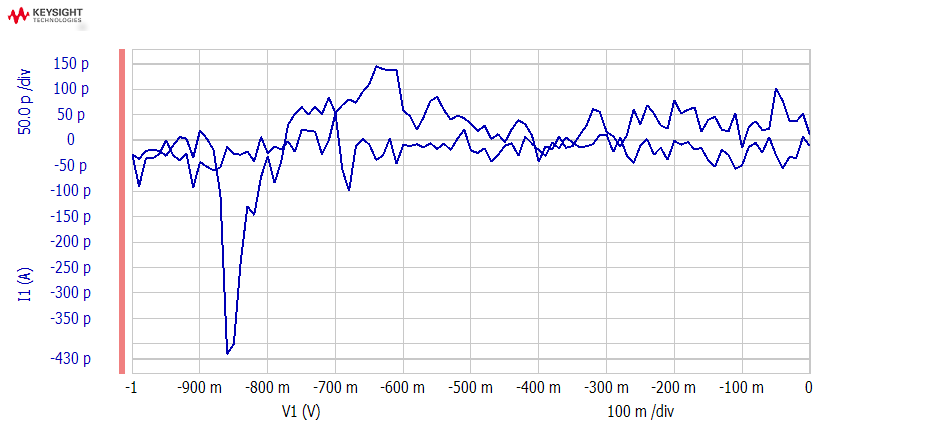 KEYSIGHT
TECHNOLOGIES
50.0 p /div
I1 (A)
150 p
100 p
50 p
0
-50 p
-100 p
-150 p
-200 p
-250 p
-300 p
-350 p
-430 p
-1 -900 m -800 m -700 m -600 m -500 m -400 m -300 m -200 m -100 m 0
V1 (V) 100 m /div